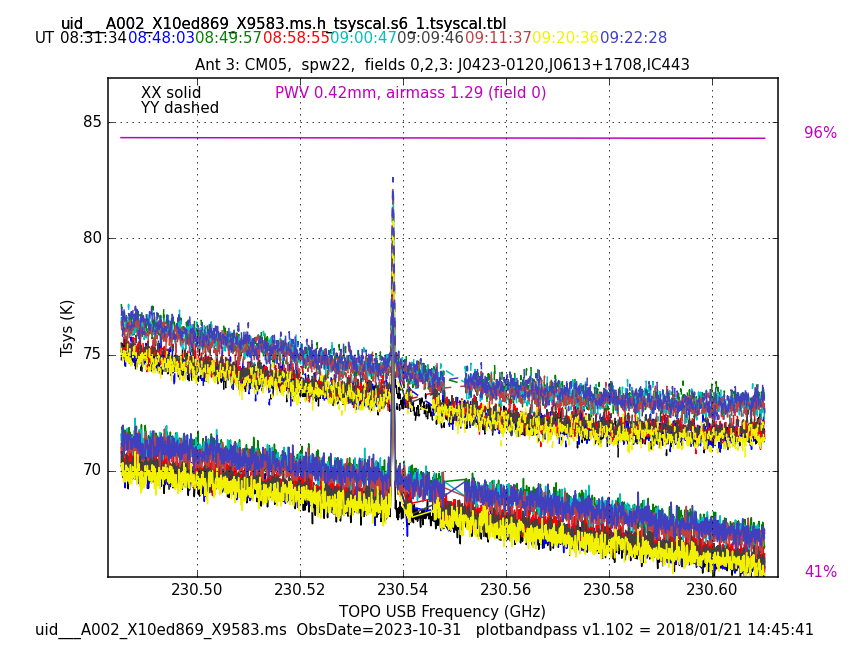 uid___A002_X10ed869_X9583.ms.h_tsyscal.s6_1.tsyscal.tbl
UT 08:31:34 08:48:03 08:49:57 08:58:55 09:00:47 09:09:46 09:11:37 09:20:36 09:22:28
Ant 3: CM05,  spw22,  fields 0,2,3: J0423-0120,J0613+1708,IC443
XX solid
PWV 0.42mm, airmass 1.29 (field 0)
YY dashed
85
96%
80
Tsys (K)
75
70
41%
230.50 230.52 230.54 230.56 230.58 230.60
TOPO USB Frequency (GHz)
uid___A002_X10ed869_X9583.ms  ObsDate=2023-10-31   plotbandpass v1.102 = 2018/01/21 14:45:41